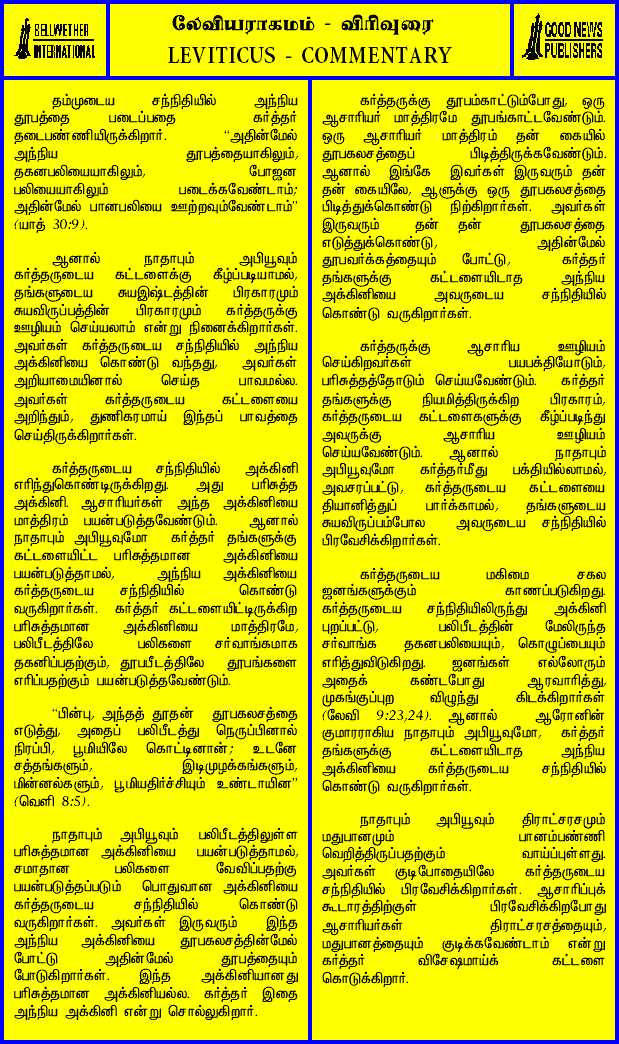 BELLWETHER
INTERNATIONAL
லேவியராகமம் - விரிவுரை
LEVITICUS - COMMENTARY
GOOD NEWS
PUBLISHERS
தம்முடைய சந்நிதியில் அந்நிய
தூபத்தை படைப்பதை கர்த்தர்
தடைபண்ணியிருக்கிறார். “அதின்மேல்
அந்நிய தூபத்தையாகிலும்,
தகனபலியையாகிலும், போஜன
பலியையாகிலும் படைக்கவேண்டாம்;
அதின்மேல் பானபலியை ஊற்றவும்வேண்டாம்”
(யாத் 30:9).
ஆனால் நாதாபும் அபியூவும்
கர்த்தருடைய கட்டளைக்கு கீழ்ப்படியாமல்,
தங்களுடைய சுயஇஷ்டத்தின் பிரகாரமும்
சுயவிருப்பத்தின் பிரகாரமும் கர்த்தருக்கு
ஊழியம் செய்யலாம் என்று நினைக்கிறார்கள்.
அவர்கள் கர்த்தருடைய சந்நிதியில் அந்நிய
அக்கினியை கொண்டு வந்தது, அவர்கள்
அறியாமையினால் செய்த பாவமல்ல.
அவர்கள் கர்த்தருடைய கட்டளையை
அறிந்தும், துணிகரமாய் இந்தப் பாவத்தை
செய்திருக்கிறார்கள்.
கர்த்தருடைய சந்நிதியில் அக்கினி
எரிந்துகொண்டிருக்கிறது. அது பரிசுத்த
அக்கினி. ஆசாரியர்கள் அந்த அக்கினியை
மாத்திரம் பயன்படுத்தவேண்டும். ஆனால்
நாதாபும் அபியூவுமோ கர்த்தர் தங்களுக்கு
கட்டளையிட்ட பரிசுத்தமான அக்கினியை
பயன்படுத்தாமல், அந்நிய அக்கினியை
கர்த்தருடைய சந்நிதியில் கொண்டு
வருகிறார்கள். கர்த்தர் கட்டளையிட்டிருக்கிற
பரிசுத்தமான அக்கினியை மாத்திரமே,
பலிபீடத்திலே பலிகளை சர்வாங்கமாக
தகனிப்பதற்கும், தூபபீடத்திலே தூபங்களை
எரிப்பதற்கும் பயன்படுத்தவேண்டும்.
“பின்பு, அந்தத் தூதன் தூபகலசத்தை
எடுத்து, அதைப் பலிபீடத்து நெருப்பினால்
நிரப்பி, பூமியிலே கொட்டினான்; உடனே
சத்தங்களும், இடிமுழக்கங்களும்,
மின்னல்களும், பூமியதிர்ச்சியும் உண்டாயின”
(வெளி 8:5).
நாதாபும் அபியூவும் பலிபீடத்திலுள்ள
பரிசுத்தமான அக்கினியை பயன்படுத்தாமல்,
சமாதான பலிகளை வேவிப்பதற்கு
பயன்படுத்தப்படும் பொதுவான அக்கினியை
கர்த்தருடைய சந்நிதியில் கொண்டு
வருகிறார்கள். அவர்கள் இருவரும் இந்த
அந்நிய அக்கினியை தூபகலசத்தின்மேல்
போட்டு அதின்மேல் தூபத்தையும்
போடுகிறார்கள். இந்த அக்கினியானது
பரிசுத்தமான அக்கினியல்ல. கர்த்தர் இதை
அந்நிய அக்கினி என்று சொல்லுகிறார்.
கர்த்தருக்கு தூபம்காட்டும்போது, ஒரு
ஆசாரியர் மாத்திரமே தூபங்காட்டவேண்டும்.
ஒரு ஆசாரியர் மாத்திரம் தன் கையில்
தூபகலசத்தைப் பிடித்திருக்கவேண்டும்.
ஆனால் இங்கே இவர்கள் இருவரும் தன்
தன் கையிலே, ஆளுக்கு ஒரு தூபகலசத்தை
பிடித்துக்கொண்டு நிற்கிறார்கள். அவர்கள்
இருவரும் தன் தன் தூபகலசத்தை
எடுத்துக்கொண்டு, அதின்மேல்
தூபவர்க்கத்தையும் போட்டு, கர்த்தர்
தங்களுக்கு கட்டளையிடாத அந்நிய
அக்கினியை அவருடைய சந்நிதியில்
கொண்டு வருகிறார்கள்.
கர்த்தருக்கு ஆசாரிய ஊழியம்
செய்கிறவர்கள் பயபக்தியோடும்,
பரிசுத்தத்தோடும் செய்யவேண்டும். கர்த்தர்
தங்களுக்கு நியமித்திருக்கிற பிரகாரம்,
கர்த்தருடைய கட்டளைகளுக்கு கீழ்ப்படிந்து
அவருக்கு ஆசாரிய ஊழியம்
செய்யவேண்டும். ஆனால் நாதாபும்
அபியூவுமோ கர்த்தர்மீது பக்தியில்லாமல்,
அவசரப்பட்டு, கர்த்தருடைய கட்டளையை
தியானித்துப் பார்க்காமல், தங்களுடைய
சுயவிருப்பம்போல அவருடைய சந்நிதியில்
பிரவேசிக்கிறார்கள்.
கர்த்தருடைய மகிமை சகல
ஜனங்களுக்கும் காணப்படுகிறது.
கர்த்தருடைய சந்நிதியிலிருந்து அக்கினி
புறப்பட்டு, பலிபீடத்தின் மேலிருந்த
சர்வாங்க தகனபலியையும், கொழுப்பையும்
எரித்துவிடுகிறது. ஜனங்கள் எல்லோரும்
அதைக் கண்டபோது ஆரவாரித்து,
முகங்குப்புற விழுந்து கிடக்கிறார்கள்
(லேவி 9:23,24). ஆனால் ஆரோனின்
குமாரராகிய நாதாபும் அபியூவுமோ, கர்த்தர்
தங்களுக்கு கட்டளையிடாத அந்நிய
அக்கினியை கர்த்தருடைய சந்நிதியில்
கொண்டு வருகிறார்கள்.
நாதாபும் அபியூவும் திராட்சரசமும்
மதுபானமும் பானம்பண்ணி
வெறித்திருப்பதற்கும் வாய்ப்புள்ளது.
அவர்கள் குடிபோதையிலே கர்த்தருடைய
சந்நிதியில் பிரவேசிக்கிறார்கள். ஆசாரிப்புக்
கூடாரத்திற்குள் பிரவேசிக்கிறபோது
ஆசாரியர்கள் திராட்சரசத்தையும்,
மதுபானத்தையும் குடிக்கவேண்டாம் என்று
கர்த்தர் விசேஷமாய்க் கட்டளை
கொடுக்கிறார்.